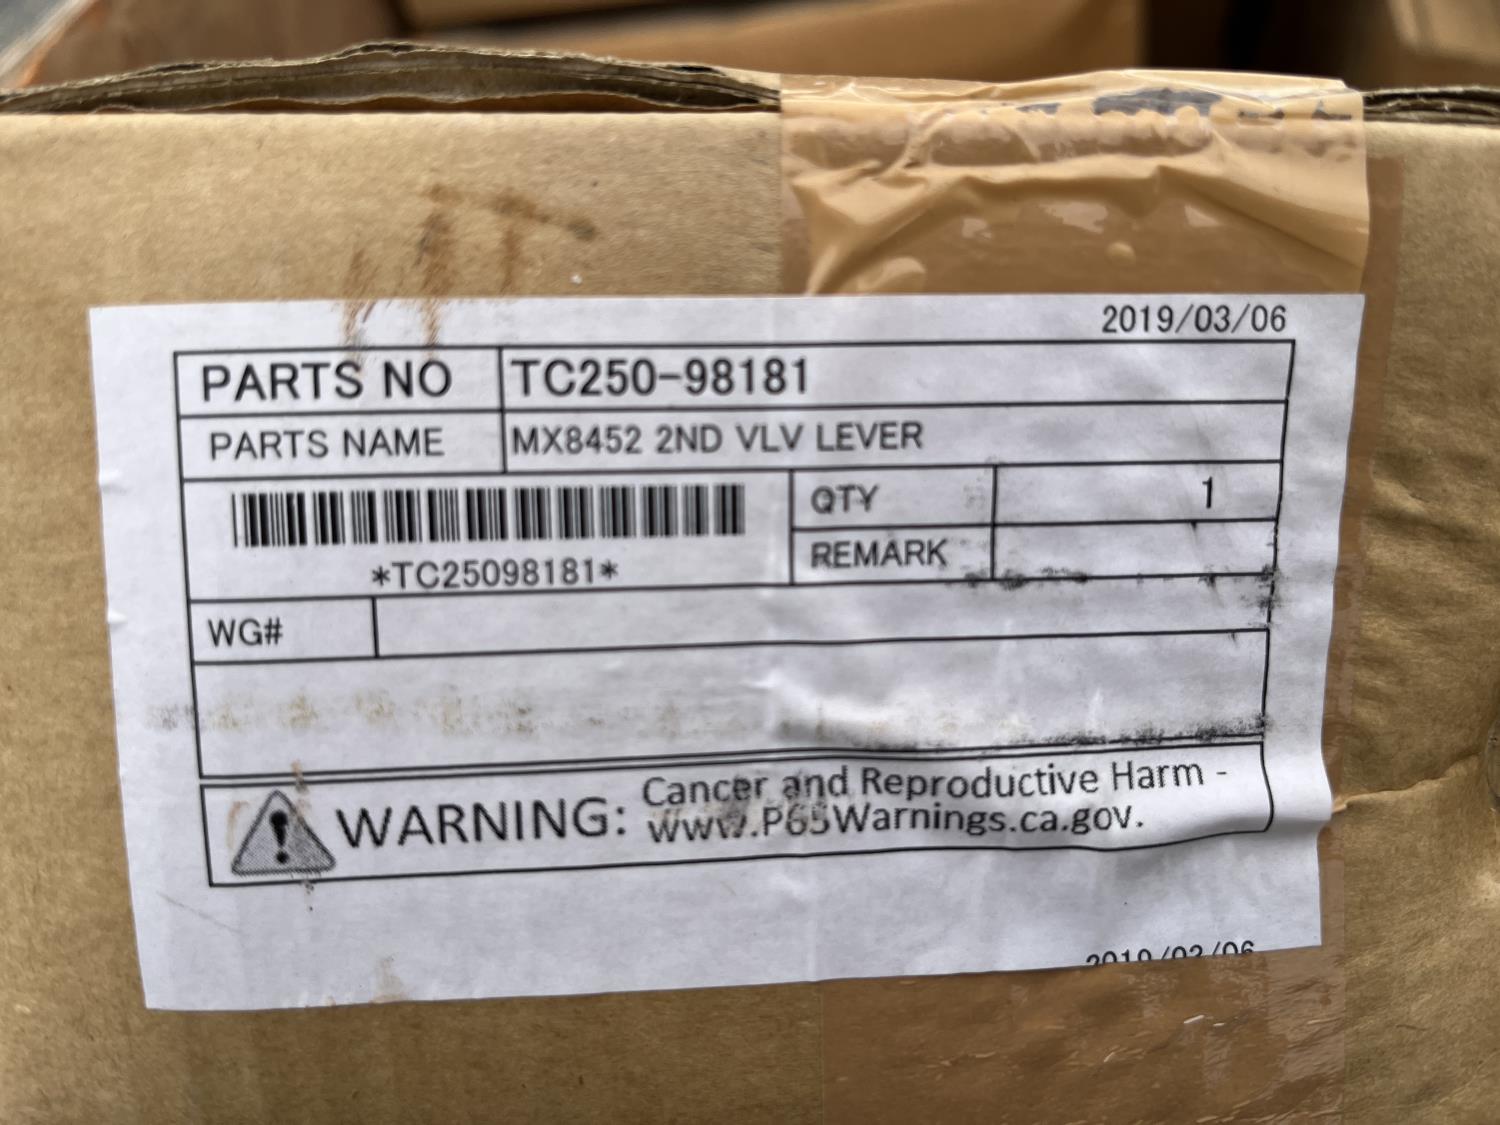 2019/03/06
PARTS NO TC250-98181
PARTS NAME MX8452 2ND VLV LEVER
QTY 1
*TC25098181*
REMARK
WG#
WARNING: Cancer and Reproductive Harm -
www.P65Warnings.ca.gov.
2019/03/06